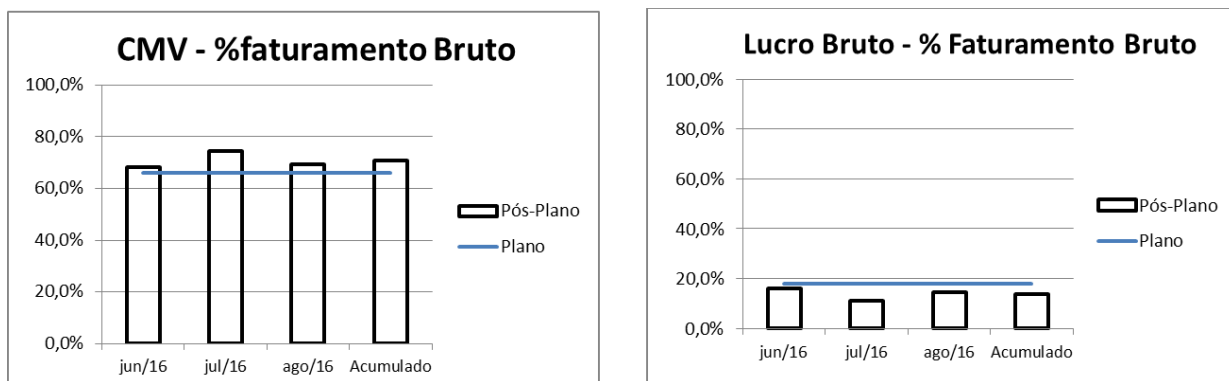 CMV - %faturamento Bruto
100,0%
80,0%
60,0%
40,0%
20,0%
0,0%
jun/16 jul/16 ago/16 Acumulado
Pós-Plano
Plano
Lucro Bruto - % Faturamento Bruto
100,0%
80,0%
60,0%
40,0%
20,0%
0,0%
jun/16 jul/16 ago/16 Acumulado
Pós-Plano
Plano